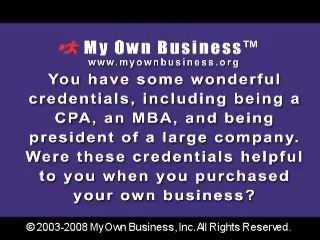 My Own Business™
www.myownbusiness.org
You have some wonderful
credentials, including being a
CPA, an MBA, and being
president of a large company.
Were these credentials helpful
to you when you purchased
your own business?
© 2003-2008 My Own Business, Inc. All Rights Reserved.